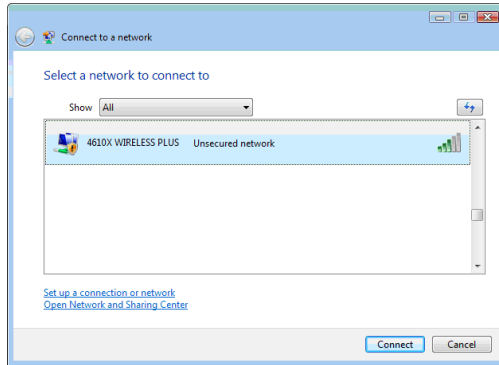 Connect to a network
Select a network to connect to
Show All
4610X WIRELESS PLUS Unsecured network
Set up a connection or network
Open Network and Sharing Center
Connect Cancel